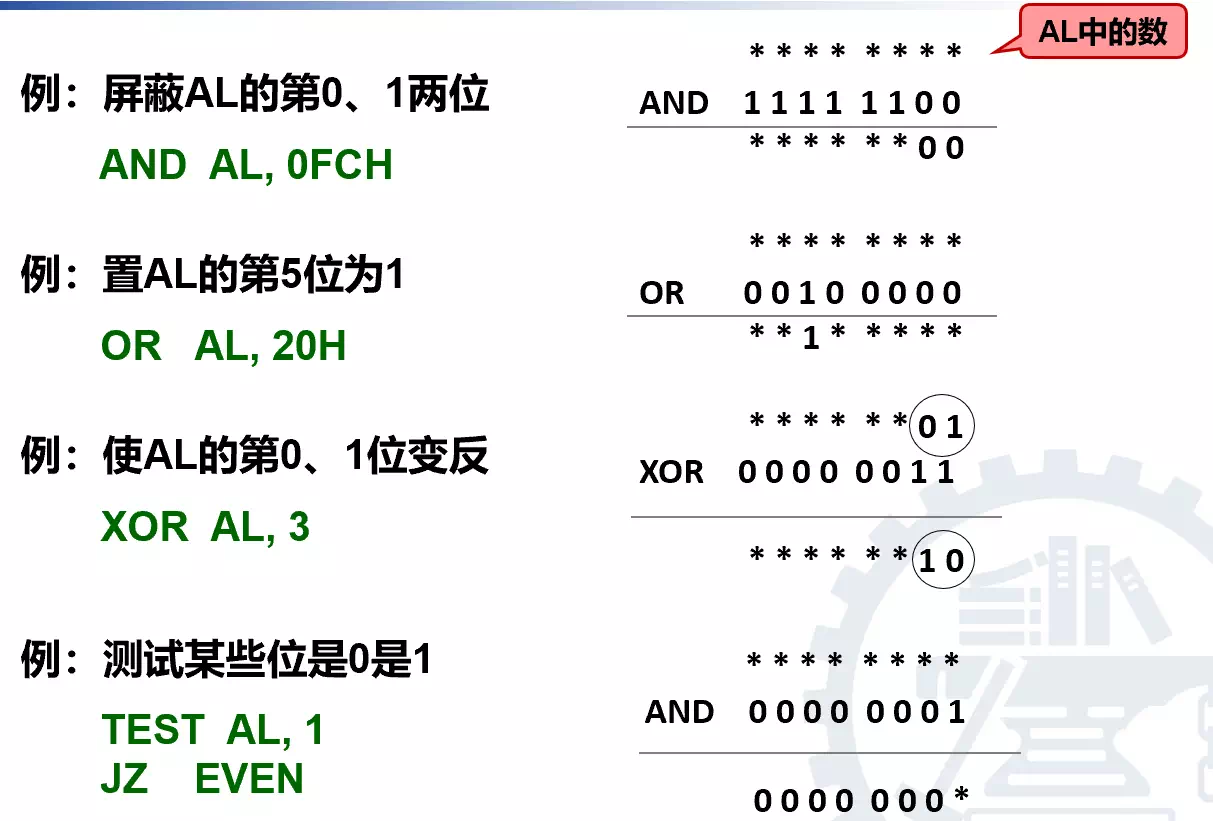 AL中的数
例：屏蔽AL的第0、1两位
AND AL, 0FCH
* * * * * * * *
AND 1 1 1 1 1 1 0 0
* * * * * * 0 0
例：置AL的第5位为1
OR AL, 20H
* * * * * * * *
OR 0 0 1 0 0 0 0 0
* * 1 * * * * *
例：使AL的第0、1位变反
XOR AL, 3
* * * * * * 0 1
XOR 0 0 0 0 0 0 1 1
* * * * * * 1 0
例：测试某些位是0是1
TEST AL, 1
JZ EVEN
* * * * * * * *
AND 0 0 0 0 0 0 0 1
0 0 0 0 0 0 0 *